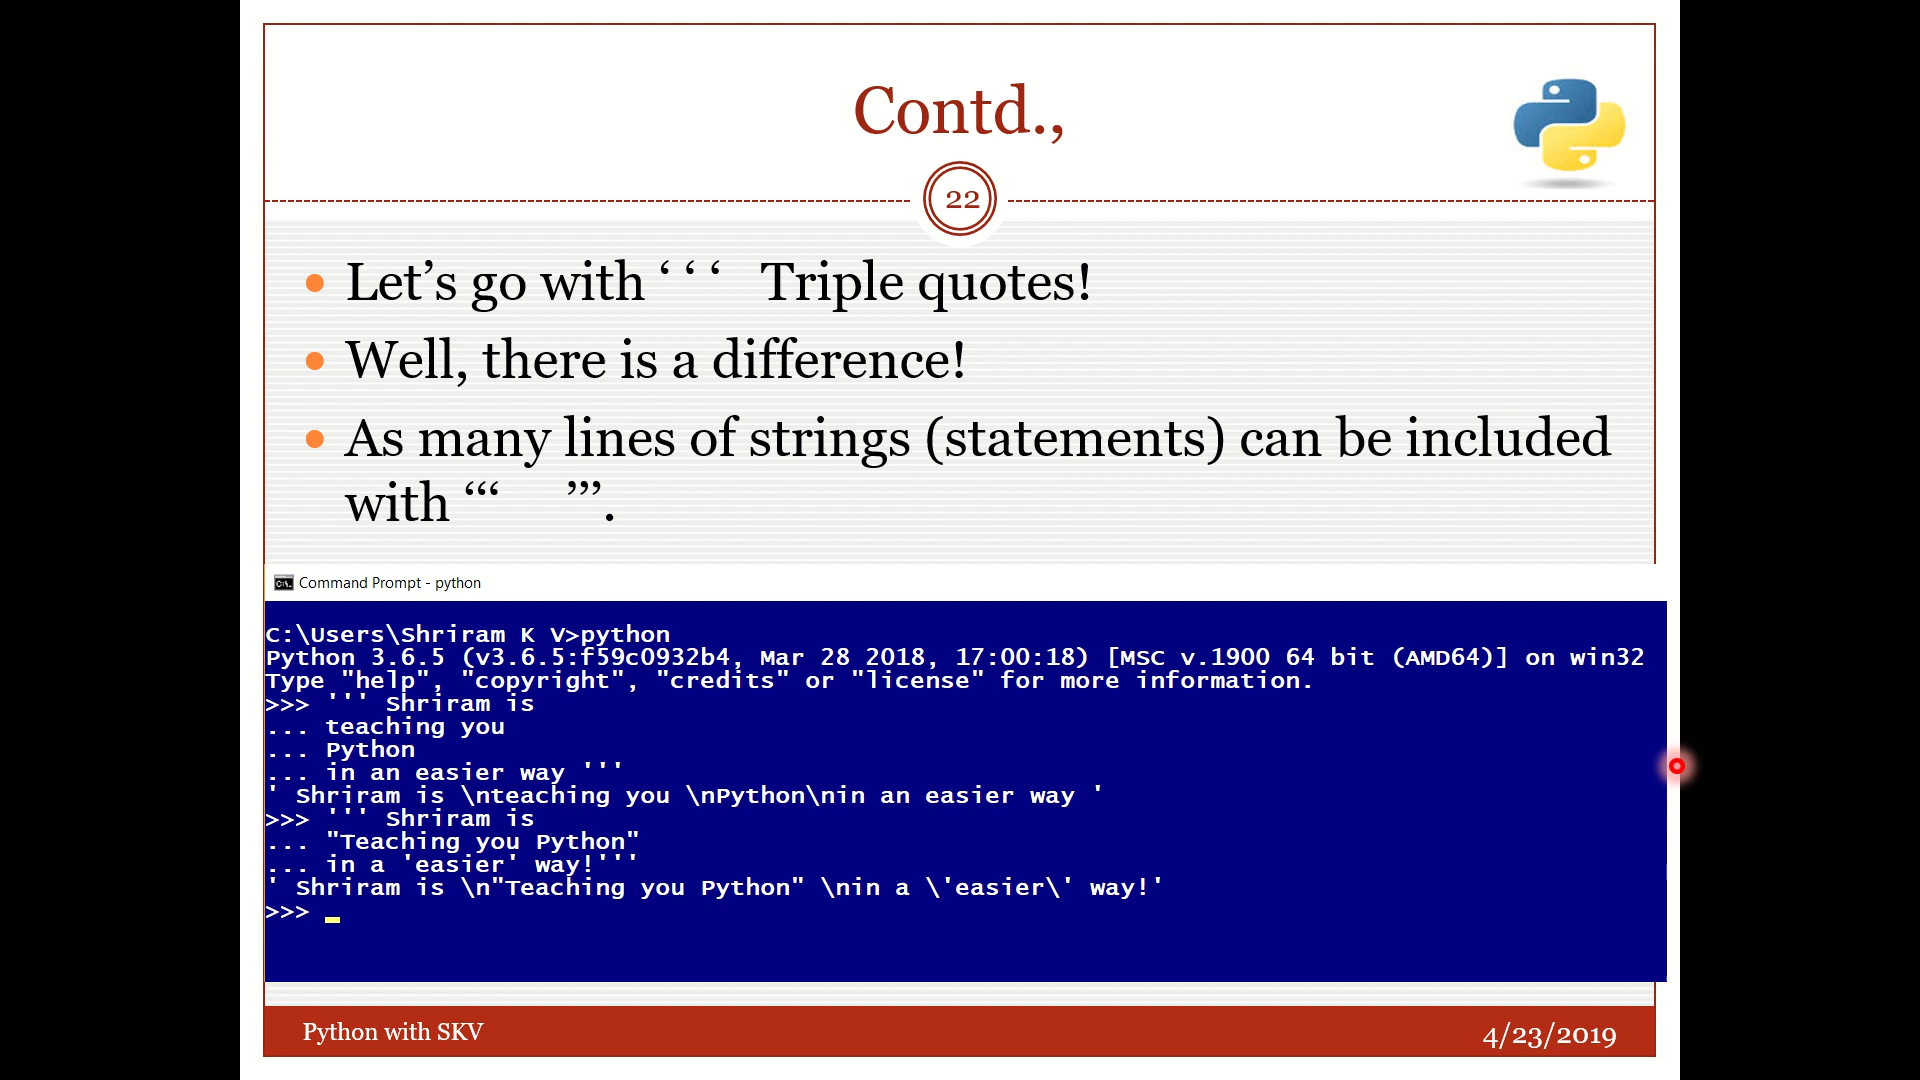 Contd.,
22
Let’s go with ‘ ‘ ‘ Triple quotes!
Well, there is a difference!
As many lines of strings (statements) can be included
with ‘‘‘ ’’’.
Command Prompt - python
C:\Users\Shriram K V>python
Python 3.6.5 (v3.6.5:f59c0932b4, Mar 28 2018, 17:00:18) [MSC v.1900 64 bit (AMD64)] on win32
Type "help", "copyright", "credits" or "license" for more information.
>>> ''' Shriram is
... teaching you
... Python
... in an easier way '''
' Shriram is \nteaching you \nPython\nin an easier way '
>>> ''' Shriram is
... "Teaching you Python"
... in a 'easier' way!'''
' Shriram is \n"Teaching you Python" \nin a \'easier\' way!'
>>>
Python with SKV
4/23/2019